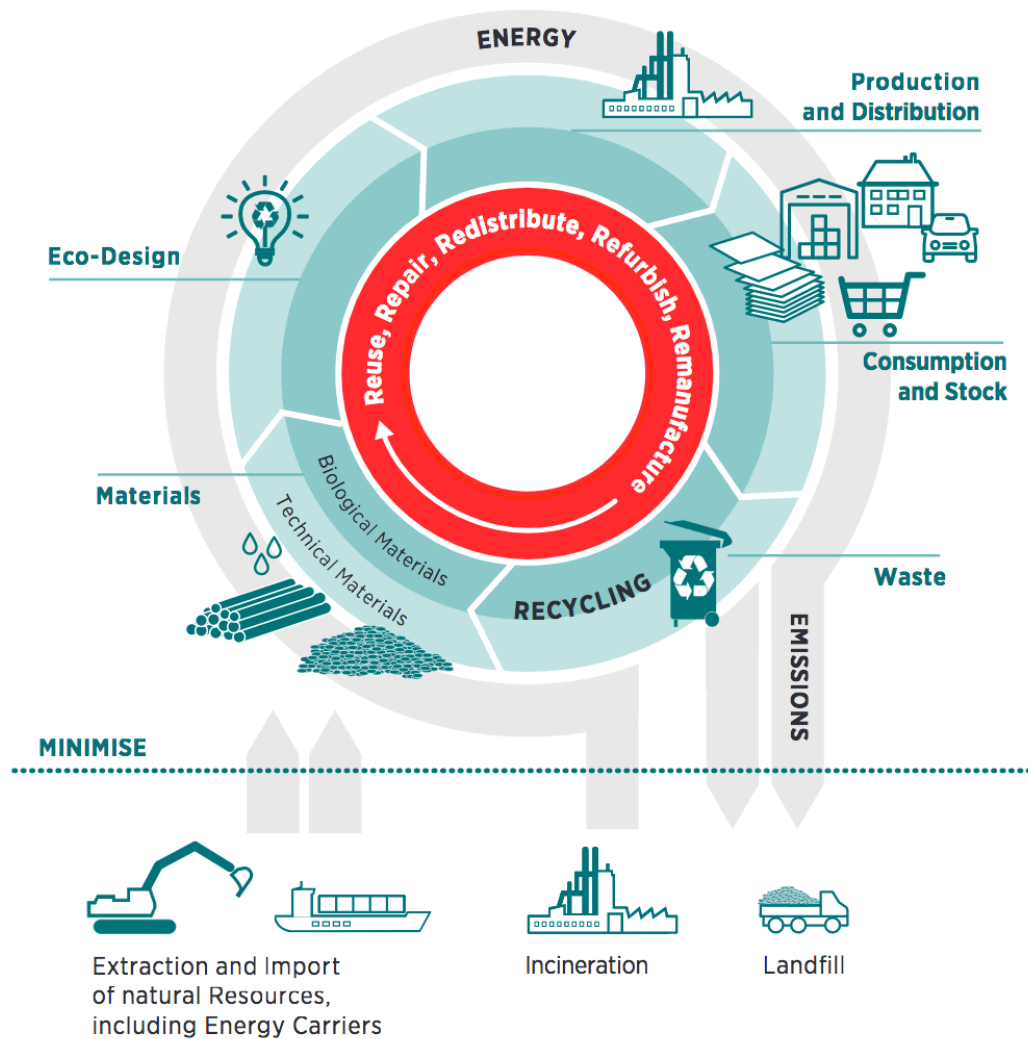 ENERGY
Production
and Distribution
Eco-Design
Reuse, Repair, Redistribute, Refurbish, Remanufacture
Consumption
and Stock
Materials
Biological Materials
Technical Materials
RECYCLING
Waste
EMISSIONS
MINIMISE
Extraction and Import
of natural Resources,
including Energy Carriers
Incineration
Landfill